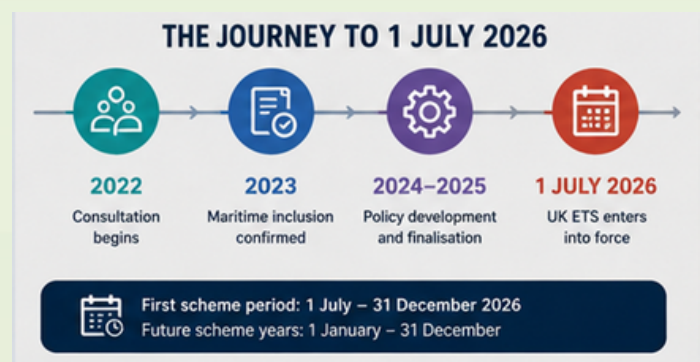 THE JOURNEY TO 1 JULY 2026
2022
Consultation
begins
2023
Maritime inclusion
confirmed
2024–2025
Policy development
and finalisation
1 JULY 2026
UK ETS enters
into force
First scheme period: 1 July – 31 December 2026
Future scheme years: 1 January – 31 December